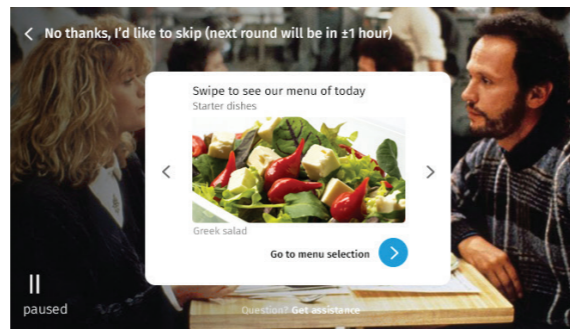 No thanks, I'd like to skip (next round will be in ±1 hour)
Swipe to see our menu of today
Starter dishes
Greek salad
Go to menu selection
paused
Question? Get assistance